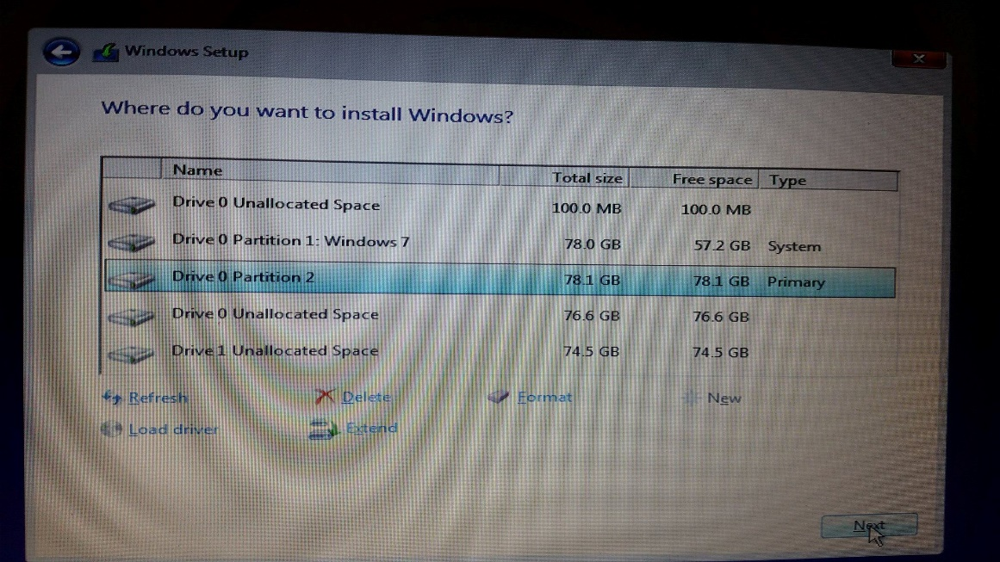 Windows Setup
Where do you want to install Windows?
Name Total size Free space Type
Drive 0 Unallocated Space 100.0 MB 100.0 MB
Drive 0 Partition 1: Windows 7 78.0 GB 57.2 GB System
Drive 0 Partition 2 78.1 GB 78.1 GB Primary
Drive 0 Unallocated Space 76.6 GB 76.6 GB
Drive 1 Unallocated Space 74.5 GB 74.5 GB
Refresh Delete Format New
Load driver Extend
Next